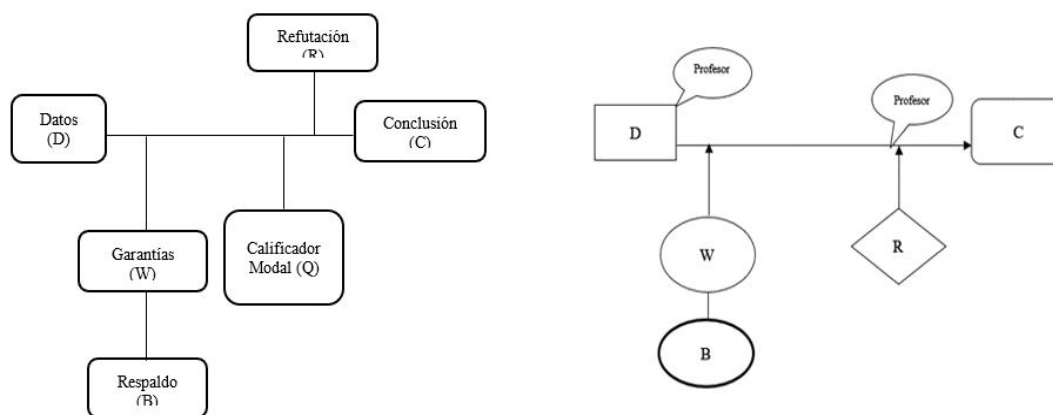 Refutación
(R)
Datos
(D)
Conclusión
(C)
Garantías
(W)
Calificador
Modal (Q)
Respaldo
(B)
Profesor
Profesor
D
C
W
R
B